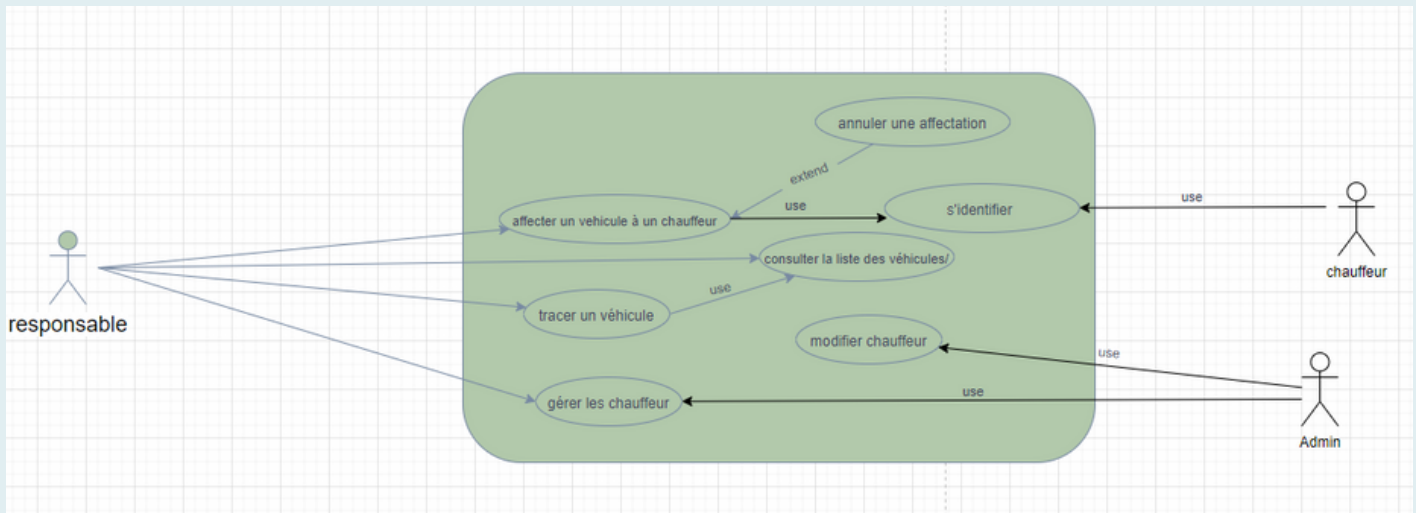 annuler une affectation
extend
affecter un vehicule à un chauffeur
use
s'identifier
use
chauffeur
consulter la liste des véhicules/
responsable
use
tracer un véhicule
modifier chauffeur
use
gérer les chauffeur
use
Admin